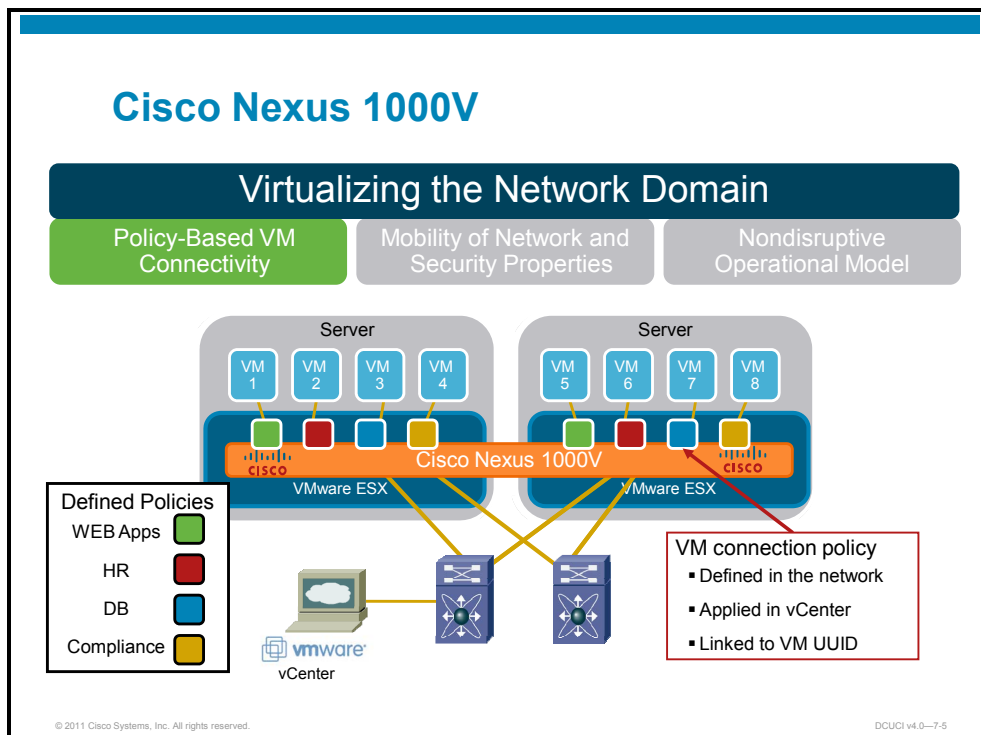 Cisco Nexus 1000V
Virtualizing the Network Domain
Policy-Based VM
Connectivity
Mobility of Network and
Security Properties
Nondisruptive
Operational Model
Server
Server
VM
1
VM
2
VM
3
VM
4
VM
5
VM
6
VM
7
VM
8
CISCO
Cisco Nexus 1000V
CISCO
VMware ESX
VMware ESX
Defined Policies
WEB Apps
HR
DB
Compliance
vmware
vCenter
VM connection policy
▪ Defined in the network
▪ Applied in vCenter
▪ Linked to VM UUID
© 2011 Cisco Systems, Inc. All rights reserved.
DCUCI v4.0—7-5